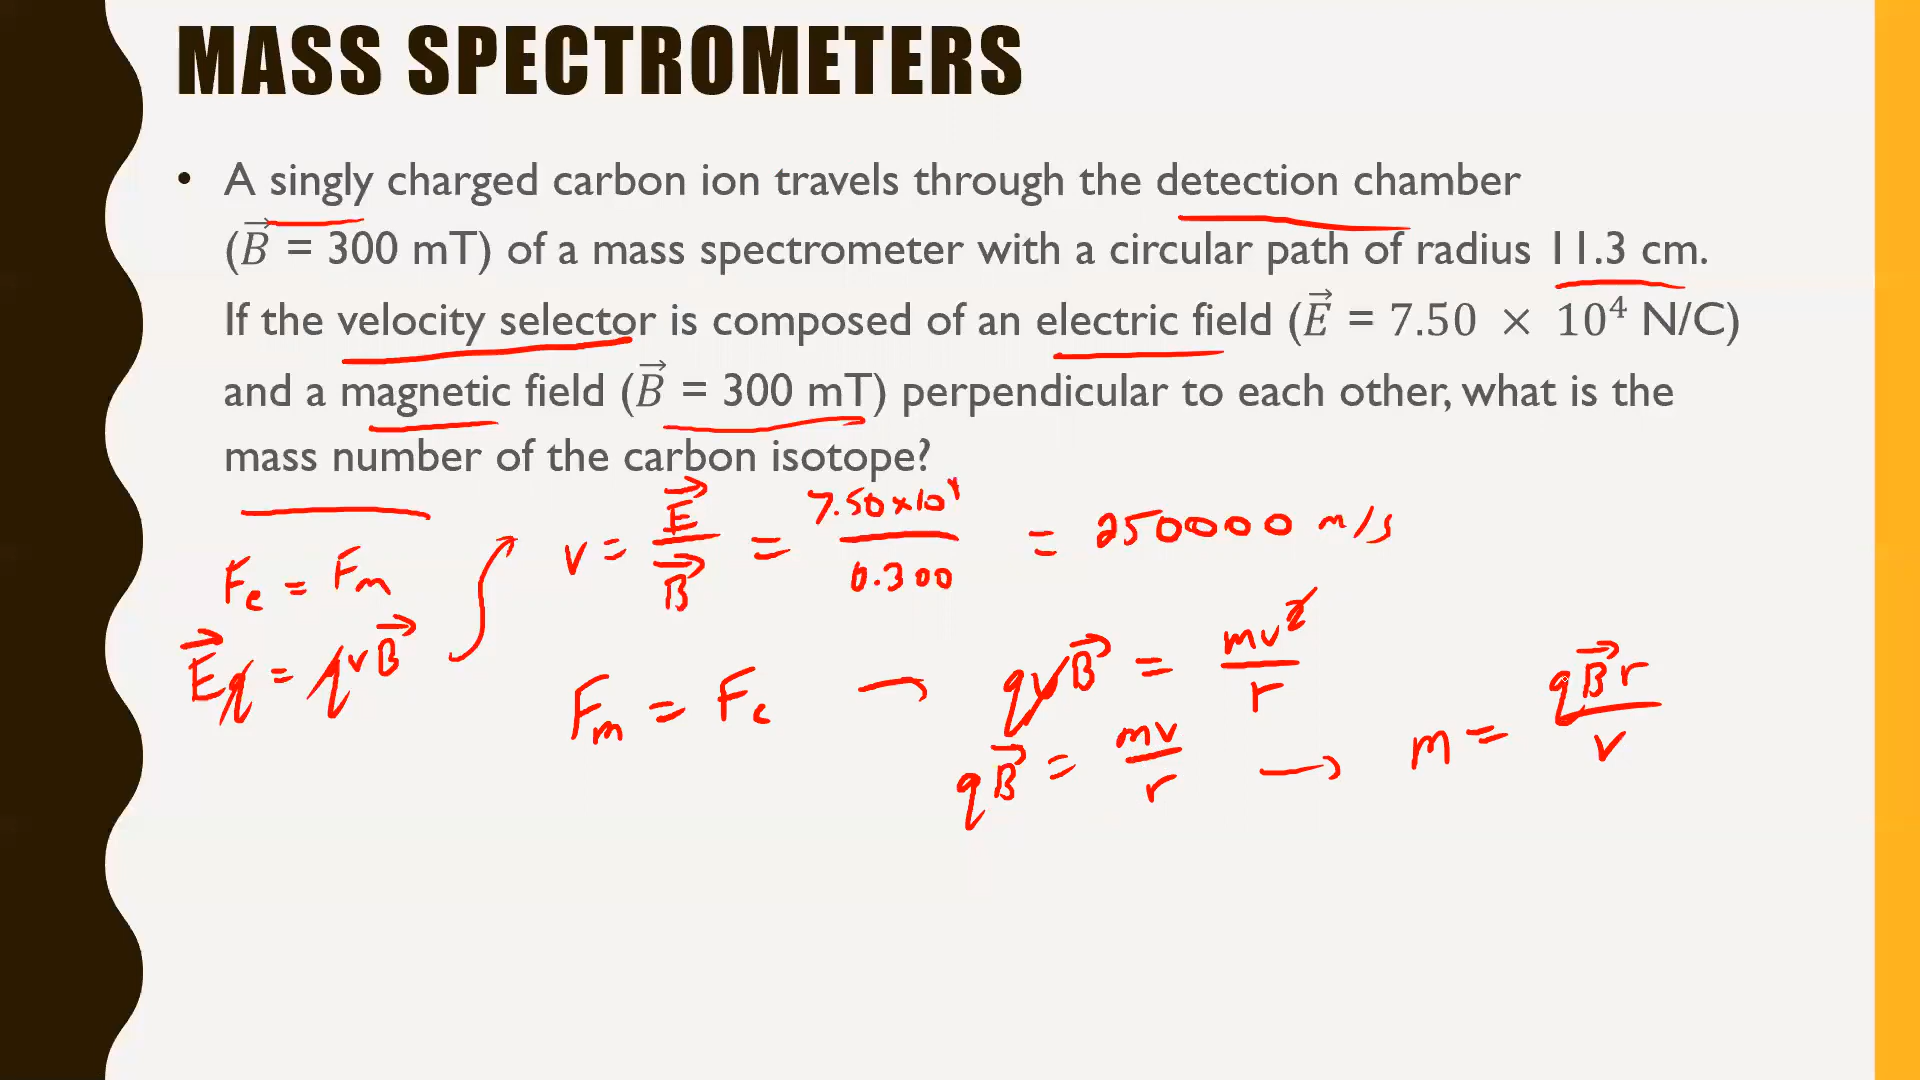 MASS SPECTROMETERS
• A singly charged carbon ion travels through the detection chamber
(B⃗ = 300 mT) of a mass spectrometer with a circular path of radius 11.3 cm.
If the velocity selector is composed of an electric field (E⃗ = 7.50 × 10⁴ N/C)
and a magnetic field (B⃗ = 300 mT) perpendicular to each other, what is the
mass number of the carbon isotope?
v = E⃗ / B⃗ = 7.50×10⁴ / 0.300 = 250000 m/s
Fe = Fm
E⃗q = qvB⃗
Fm = Fc → qvB⃗ = mv² / r
qB⃗ = mv / r → m = qB⃗r / v